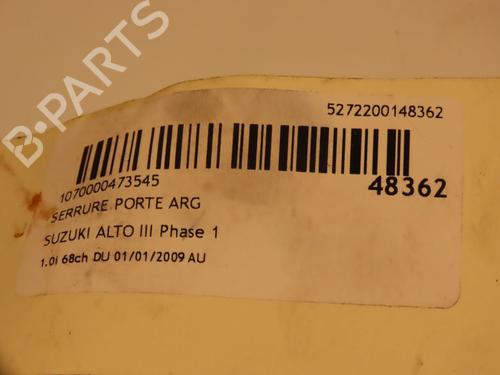 B-PARTS
5272200148362
1070000473545
48362
SERRURE PORTE ARG
SUZUKI ALTO III Phase 1
1.0i 68ch DU 01/01/2009 AU